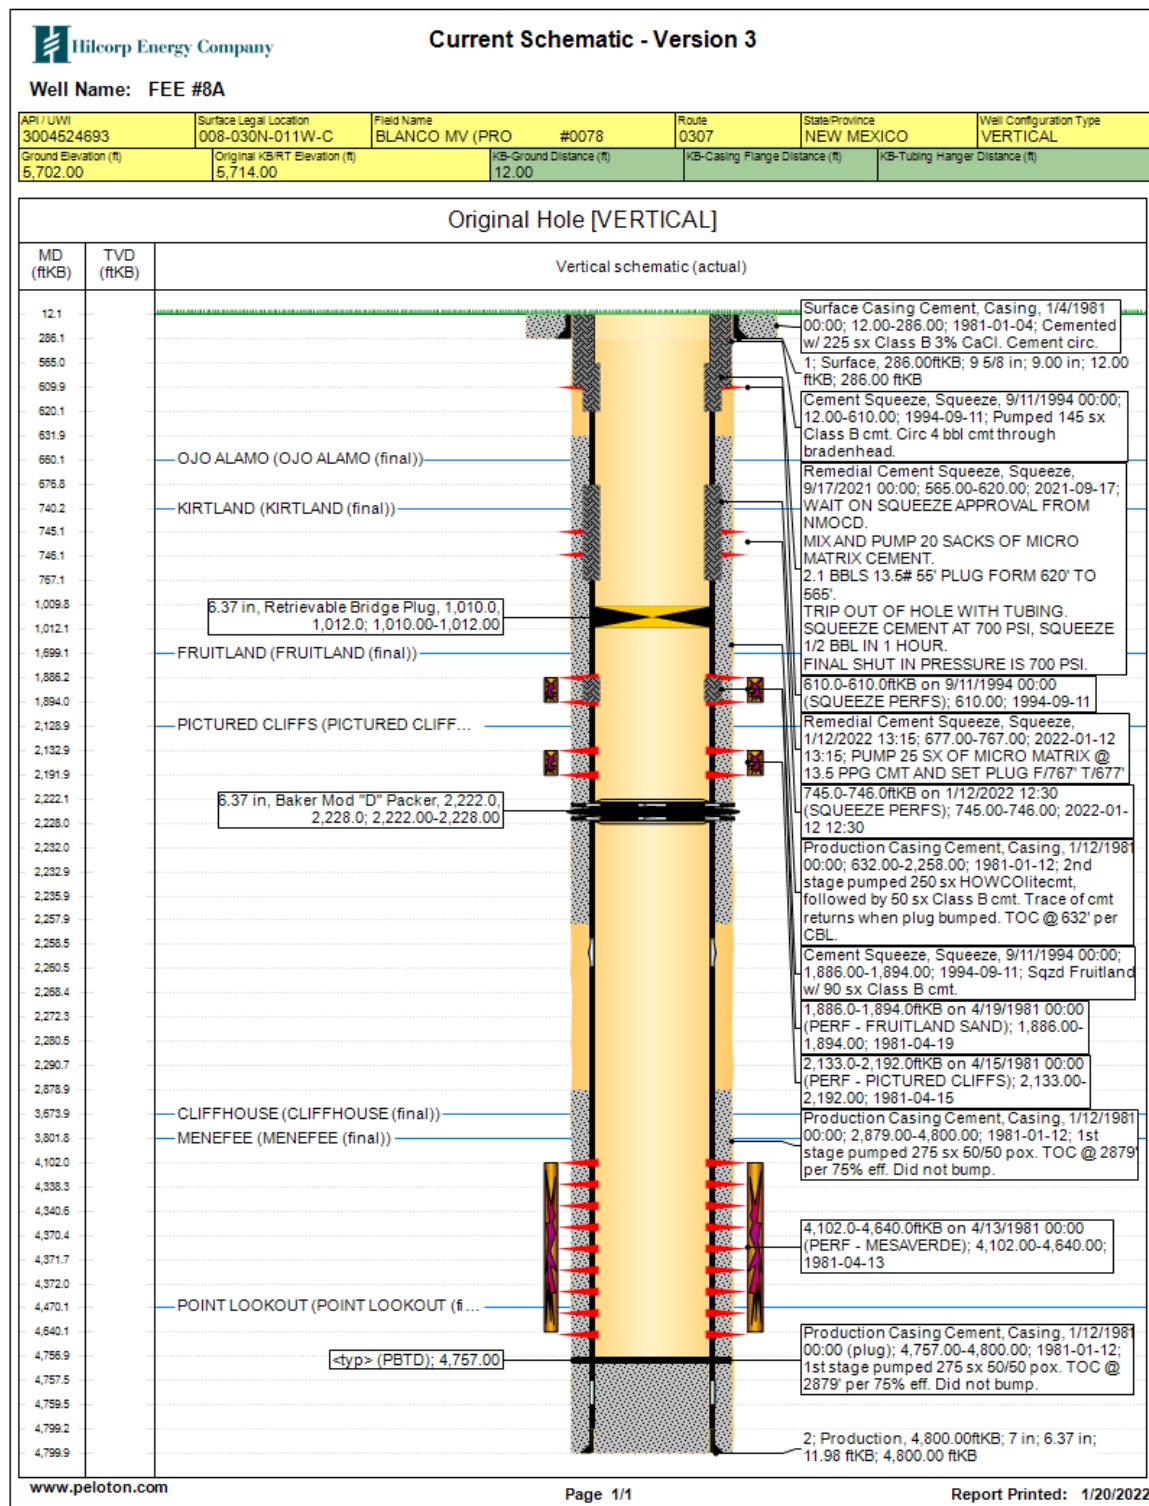 Hilcorp Energy Company
Current Schematic - Version 3
Well Name: FEE #8A
API / UWI
3004524693
Surface Legal Location
008-030N-011W-C
Field Name
BLANCO MV (PRO #0078
Route
0307
State/Province
NEW MEXICO
Well Configuration Type
VERTICAL
Ground Elevation (ft)
5,702.00
Original KB/RT Elevation (ft)
5,714.00
KB-Ground Distance (ft)
12.00
KB-Casing Flange Distance (ft)
KB-Tubing Hanger Distance (ft)
Original Hole [VERTICAL]
MD
(ftKB)
TVD
(ftKB)
Vertical schematic (actual)
12.1
286.1
565.0
609.9
620.1
631.9
660.1
676.8
740.2
745.1
746.1
767.1
1,009.8
1,012.1
1,699.1
1,886.2
1,894.0
2,128.9
2,132.9
2,191.9
2,222.1
2,228.0
2,232.0
2,232.9
2,235.9
2,257.9
2,258.5
2,260.5
2,268.4
2,272.3
2,280.5
2,290.7
2,878.9
3,673.9
3,801.8
4,102.0
4,338.3
4,340.6
4,370.4
4,371.7
4,372.0
4,470.1
4,640.1
4,756.9
4,757.5
4,759.5
4,799.2
4,799.9
OJO ALAMO (OJO ALAMO (final))
KIRTLAND (KIRTLAND (final))
6.37 in, Retrievable Bridge Plug, 1,010.0,
1,012.0; 1,010.00-1,012.00
FRUITLAND (FRUITLAND (final))
PICTURED CLIFFS (PICTURED CLIFF...
6.37 in, Baker Mod "D" Packer, 2,222.0,
2,228.0; 2,222.00-2,228.00
CLIFFHOUSE (CLIFFHOUSE (final))
MENEFEE (MENEFEE (final))
POINT LOOKOUT (POINT LOOKOUT (fi...
<typ> (PBTD); 4,757.00
Surface Casing Cement, Casing, 1/4/1981
00:00; 12.00-286.00; 1981-01-04; Cemented
w/ 225 sx Class B 3% CaCl. Cement circ.
1; Surface, 286.00ftKB; 9 5/8 in; 9.00 in; 12.00
ftKB; 286.00 ftKB
Cement Squeeze, Squeeze, 9/11/1994 00:00;
12.00-610.00; 1994-09-11; Pumped 145 sx
Class B cmt. Circ 4 bbl cmt through
bradenhead.
Remedial Cement Squeeze, Squeeze,
9/17/2021 00:00; 565.00-620.00; 2021-09-17;
WAIT ON SQUEEZE APPROVAL FROM
NMOCD.
MIX AND PUMP 20 SACKS OF MICRO
MATRIX CEMENT.
2.1 BBLS 13.5# 55' PLUG FORM 620' TO
565'.
TRIP OUT OF HOLE WITH TUBING.
SQUEEZE CEMENT AT 700 PSI, SQUEEZE
1/2 BBL IN 1 HOUR.
FINAL SHUT IN PRESSURE IS 700 PSI.
610.0-610.0ftKB on 9/11/1994 00:00
(SQUEEZE PERFS); 610.00; 1994-09-11
Remedial Cement Squeeze, Squeeze,
1/12/2022 13:15; 677.00-767.00; 2022-01-12
13:15; PUMP 25 SX OF MICRO MATRIX @
13.5 PPG CMT AND SET PLUG F/767' T/677'
745.0-746.0ftKB on 1/12/2022 12:30
(SQUEEZE PERFS); 745.00-746.00; 2022-01-
12 12:30
Production Casing Cement, Casing, 1/12/1981
00:00; 632.00-2,258.00; 1981-01-12; 2nd
stage pumped 250 sx HOWCOlitecmt,
followed by 50 sx Class B cmt. Trace of cmt
returns when plug bumped. TOC @ 632' per
CBL.
Cement Squeeze, Squeeze, 9/11/1994 00:00;
1,886.00-1,894.00; 1994-09-11; Sqzd Fruitland
w/ 90 sx Class B cmt.
1,886.0-1,894.0ftKB on 4/19/1981 00:00
(PERF - FRUITLAND SAND); 1,886.00-
1,894.00; 1981-04-19
2,133.0-2,192.0ftKB on 4/15/1981 00:00
(PERF - PICTURED CLIFFS); 2,133.00-
2,192.00; 1981-04-15
Production Casing Cement, Casing, 1/12/1981
00:00; 2,879.00-4,800.00; 1981-01-12; 1st
stage pumped 275 sx 50/50 pox. TOC @ 2879'
per 75% eff. Did not bump.
4,102.0-4,640.0ftKB on 4/13/1981 00:00
(PERF - MESAVERDE); 4,102.00-4,640.00;
1981-04-13
Production Casing Cement, Casing, 1/12/1981
00:00 (plug); 4,757.00-4,800.00; 1981-01-12;
1st stage pumped 275 sx 50/50 pox. TOC @
2879' per 75% eff. Did not bump.
2; Production, 4,800.00ftKB; 7 in; 6.37 in;
11.98 ftKB; 4,800.00 ftKB
www.peloton.com
Page 1/1
Report Printed: 1/20/2022